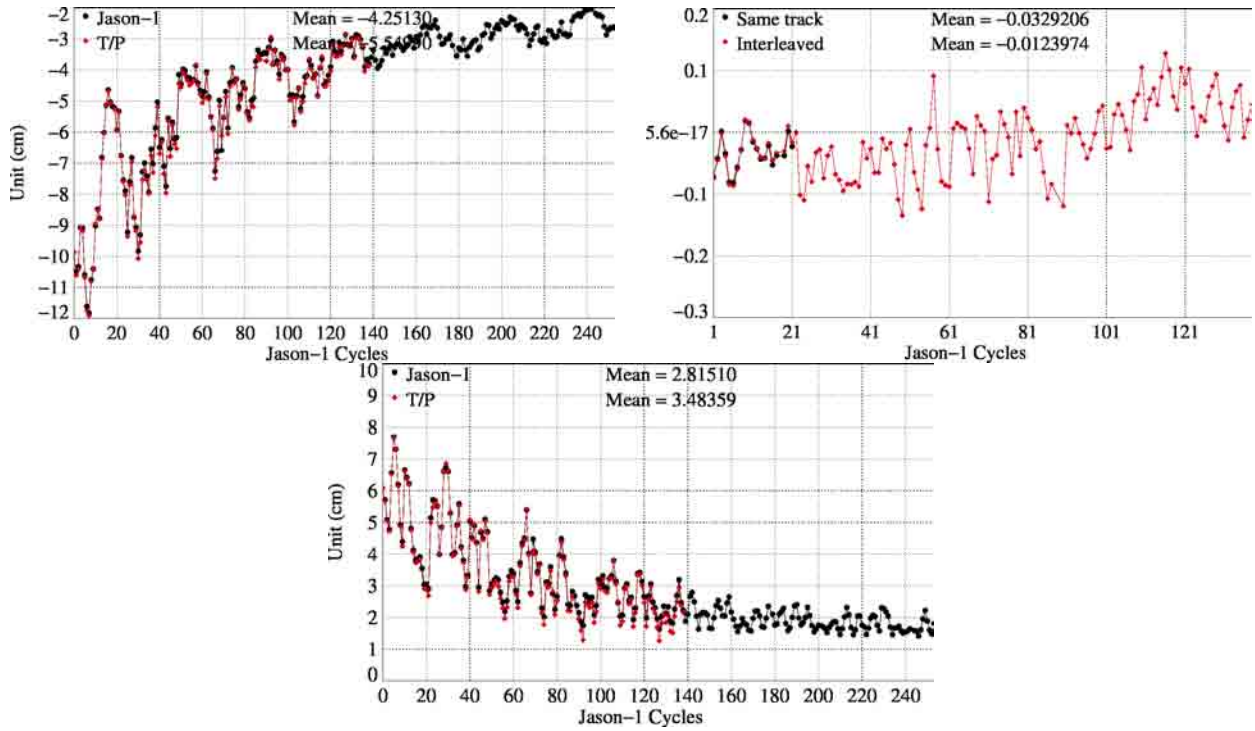 Jason−1 Mean = −4.25130
T/P Mean
−2
−3
−4
−5
−6
−7
−8
−9
−10
−11
−12
Unit (cm)
0 20 40 60 80 100 120 140 160 180 200 220 240
Jason−1 Cycles
Same track Mean = −0.0329206
Interleaved Mean = −0.0123974
0.2
0.1
5.6e−17
−0.1
−0.2
−0.3
1 21 41 61 81 101 121
Jason−1 Cycles
Jason−1 Mean = 2.81510
T/P Mean = 3.48359
10
9
8
7
6
5
4
3
2
1
0
Unit (cm)
0 20 40 60 80 100 120 140 160 180 200 220 240
Jason−1 Cycles